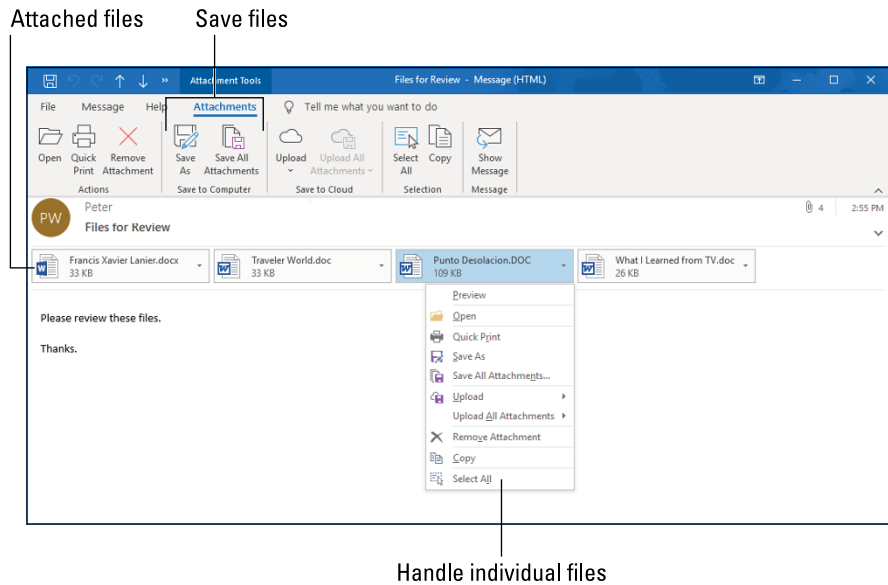 Attached files Save files
Attachment Tools Files for Review - Message (HTML)
File Message Help Attachments Tell me what you want to do
Open Quick Print Remove Attachment Save As Save All Attachments Upload Upload All Attachments Select All Copy Show Message
Actions Save to Computer Save to Cloud Selection Message
PW Peter 4 2:55 PM
Files for Review
Francis Xavier Lanier.docx Traveler World.doc Punto Desolacion.DOC What I Learned from TV.doc
33 KB 33 KB 109 KB 26 KB
Preview
Please review these files.
Open
Quick Print
Thanks.
Save As
Save All Attachments...
Upload
Upload All Attachments
Remove Attachment
Copy
Select All
Handle individual files